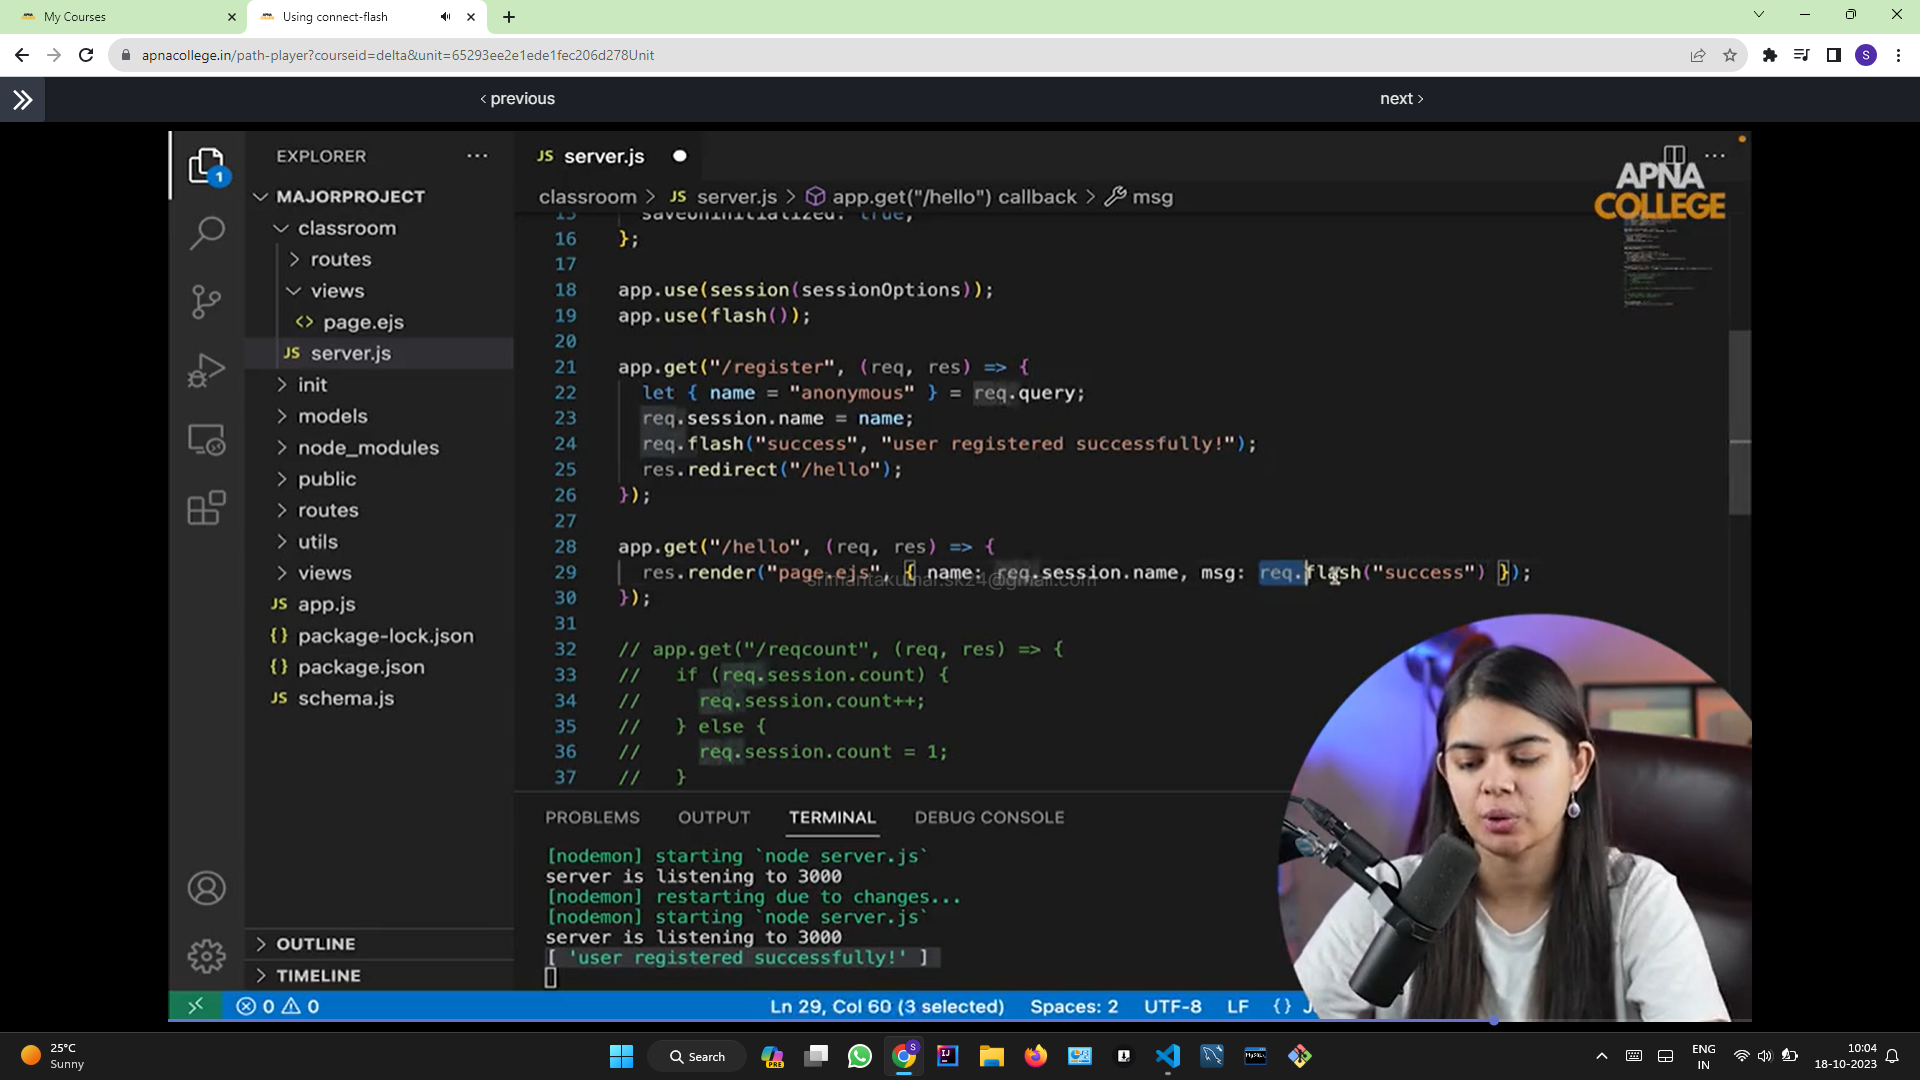 My Courses
Using connect-flash
apnacollege.in/path-player?courseid=delta&unit=65293ee2e1ede1fec206d278Unit
S
previous
next
EXPLORER
1
MAJORPROJECT
classroom
routes
views
page.ejs
server.js
init
models
node_modules
public
routes
utils
views
app.js
package-lock.json
package.json
schema.js
OUTLINE
TIMELINE
JS server.js
APNA
COLLEGE
classroom > JS server.js > app.get("/hello") callback > msg
15 saveUninitialized: true,
16 };
17
18 app.use(session(sessionOptions));
19 app.use(flash());
20
21 app.get("/register", (req, res) => {
22 let { name = "anonymous" } = req.query;
23 req.session.name = name;
24 req.flash("success", "user registered successfully!");
25 res.redirect("/hello");
26 });
27
28 app.get("/hello", (req, res) => {
29 res.render("page.ejs", { name: req.session.name, msg: req.flash("success") });
srimantakumar.sk24@gmail.com
30 });
31
32 // app.get("/reqcount", (req, res) => {
33 // if (req.session.count) {
34 // req.session.count++;
35 // } else {
36 // req.session.count = 1;
37 // }
PROBLEMS OUTPUT TERMINAL DEBUG CONSOLE
[nodemon] starting `node server.js`
server is listening to 3000
[nodemon] restarting due to changes...
[nodemon] starting `node server.js`
server is listening to 3000
[ 'user registered successfully!' ]
0 0 Ln 29, Col 60 (3 selected) Spaces: 2 UTF-8 LF {}
25°C
Sunny
Search
PRE
S
ENG
IN
10:04
18-10-2023